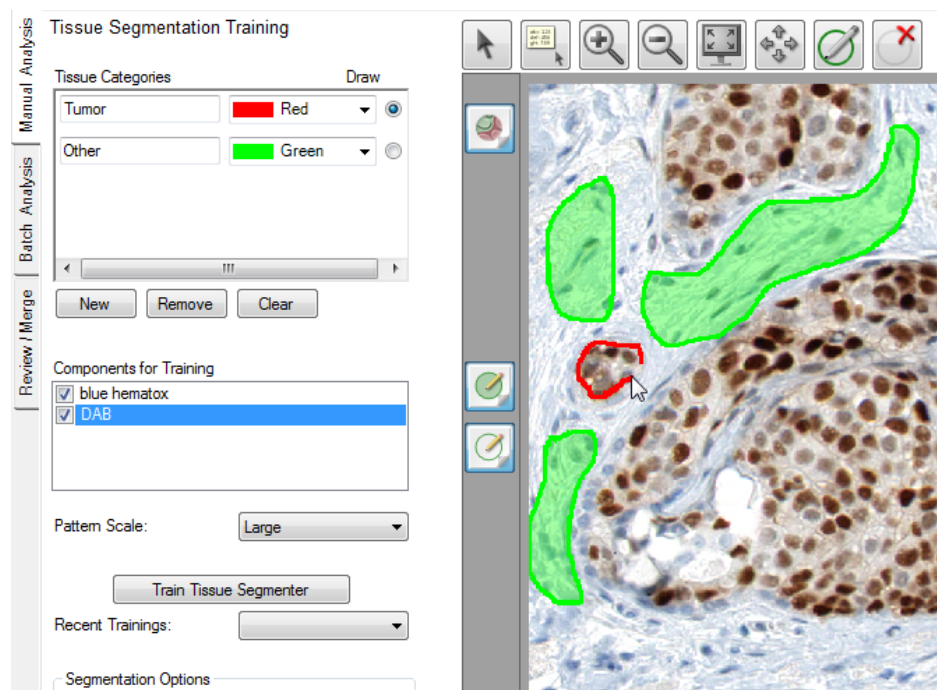 Manual Analysis
Batch Analysis
Review / Merge
Tissue Segmentation Training
Tissue Categories Draw
Tumor Red
Other Green
New Remove Clear
Components for Training
blue hematox
DAB
Pattern Scale: Large
Train Tissue Segmenter
Recent Trainings:
Segmentation Options